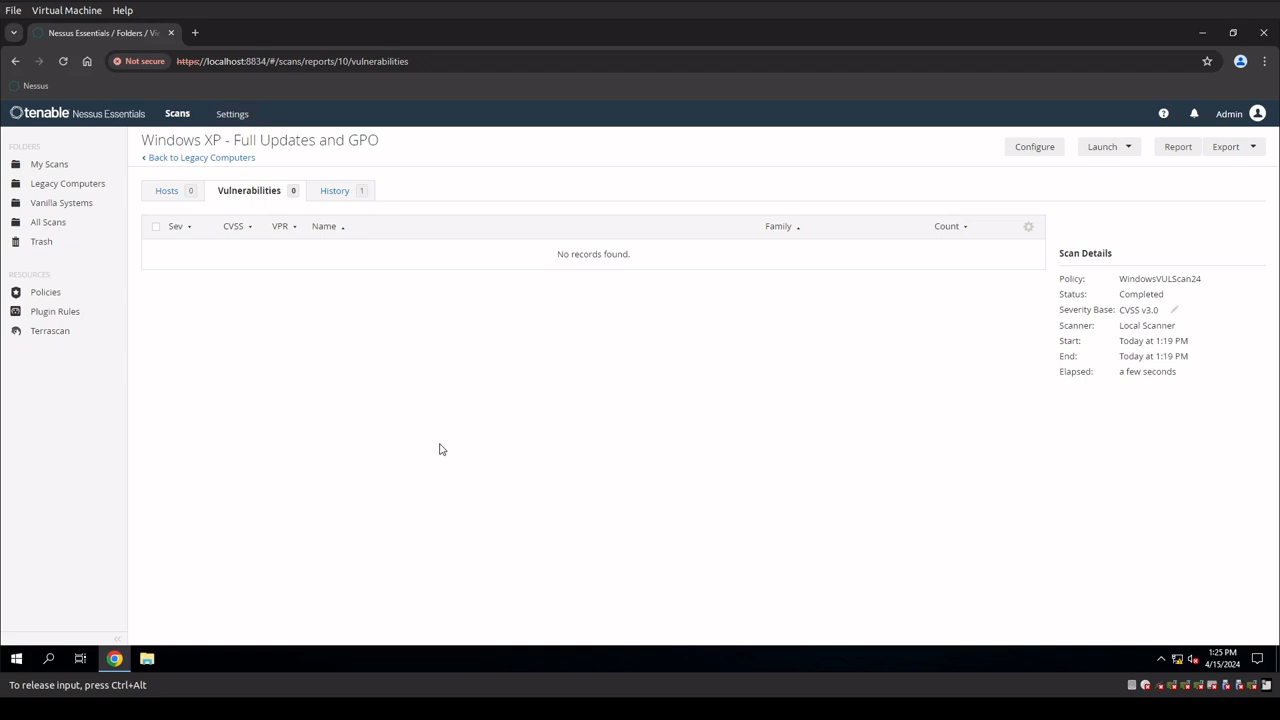 File Virtual Machine Help
Nessus Essentials / Folders / Vie
Not secure https://localhost:8834/#/scans/reports/10/vulnerabilities
Nessus
tenable Nessus Essentials Scans Settings Admin
FOLDERS
My Scans
Legacy Computers
Vanilla Systems
All Scans
Trash
RESOURCES
Policies
Plugin Rules
Terrascan
Windows XP - Full Updates and GPO
Back to Legacy Computers
Configure Launch Report Export
Hosts 0 Vulnerabilities 0 History 1
Sev CVSS VPR Name Family Count
No records found.
Scan Details
Policy: WindowsVULScan24
Status: Completed
Severity Base: CVSS v3.0
Scanner: Local Scanner
Start: Today at 1:19 PM
End: Today at 1:19 PM
Elapsed: a few seconds
1:25 PM
4/15/2024
To release input, press Ctrl+Alt